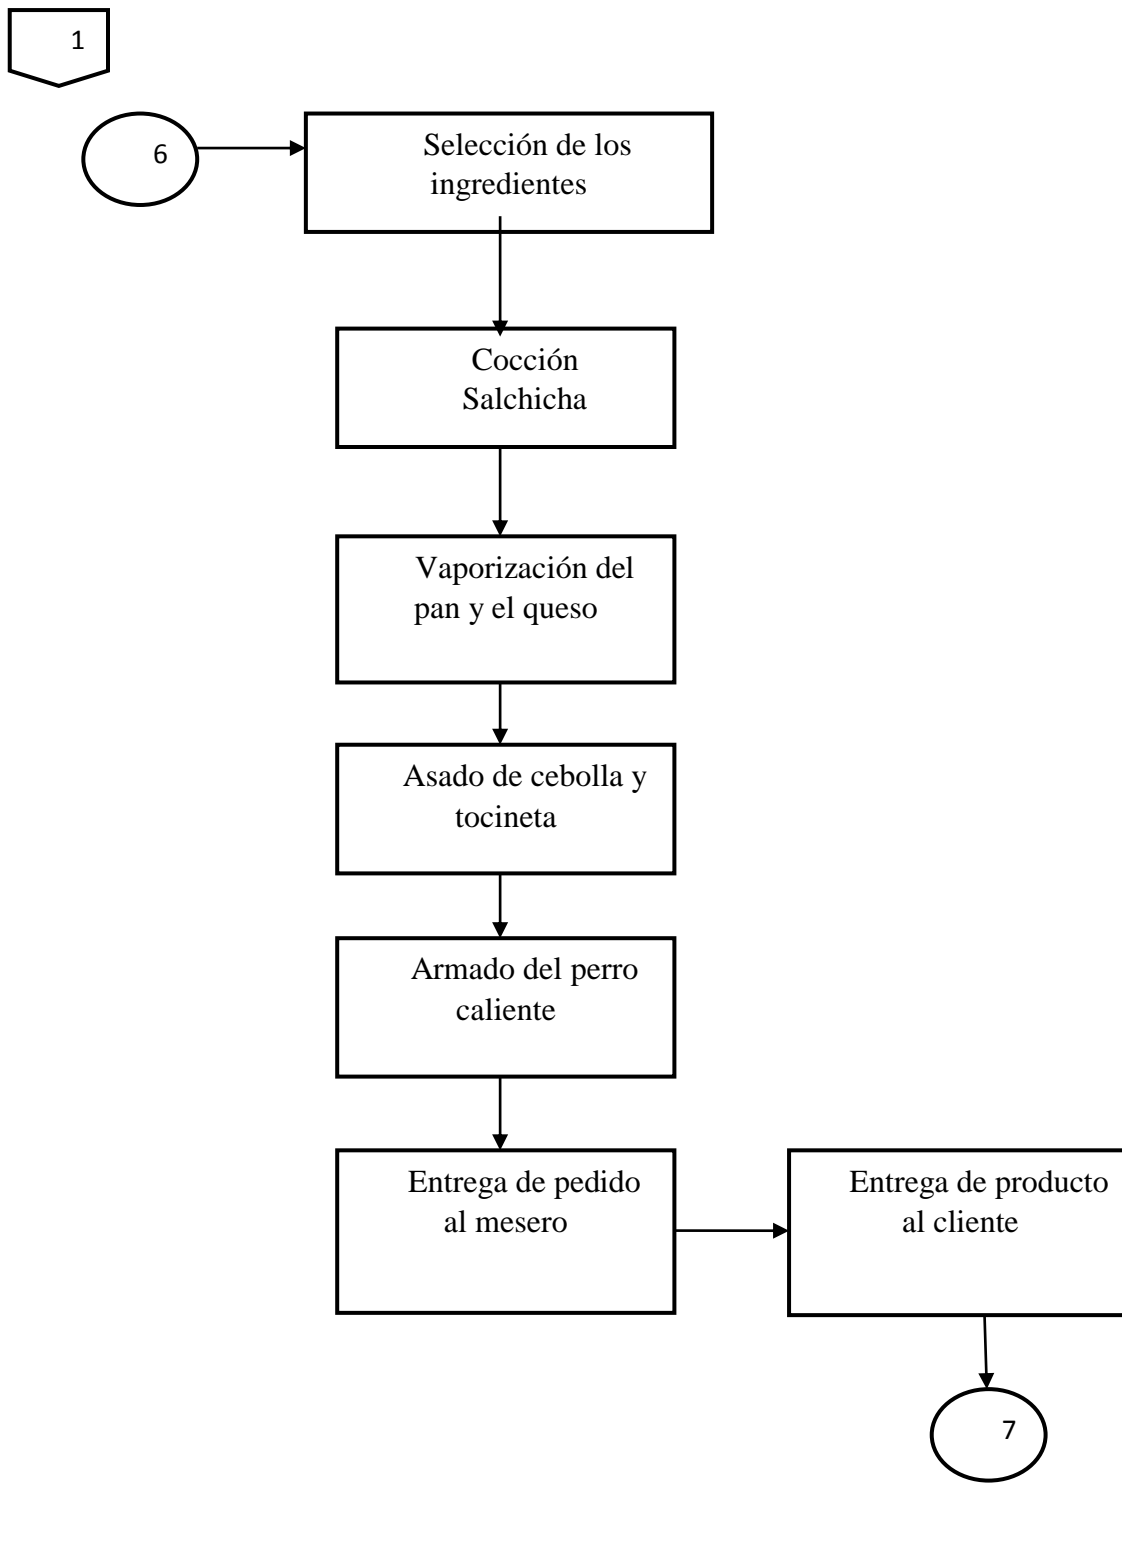 1
6
Selección de los
ingredientes
Cocción
Salchicha
Vaporización del
pan y el queso
Asado de cebolla y
tocineta
Armado del perro
caliente
Entrega de pedido
al mesero
Entrega de producto
al cliente
7